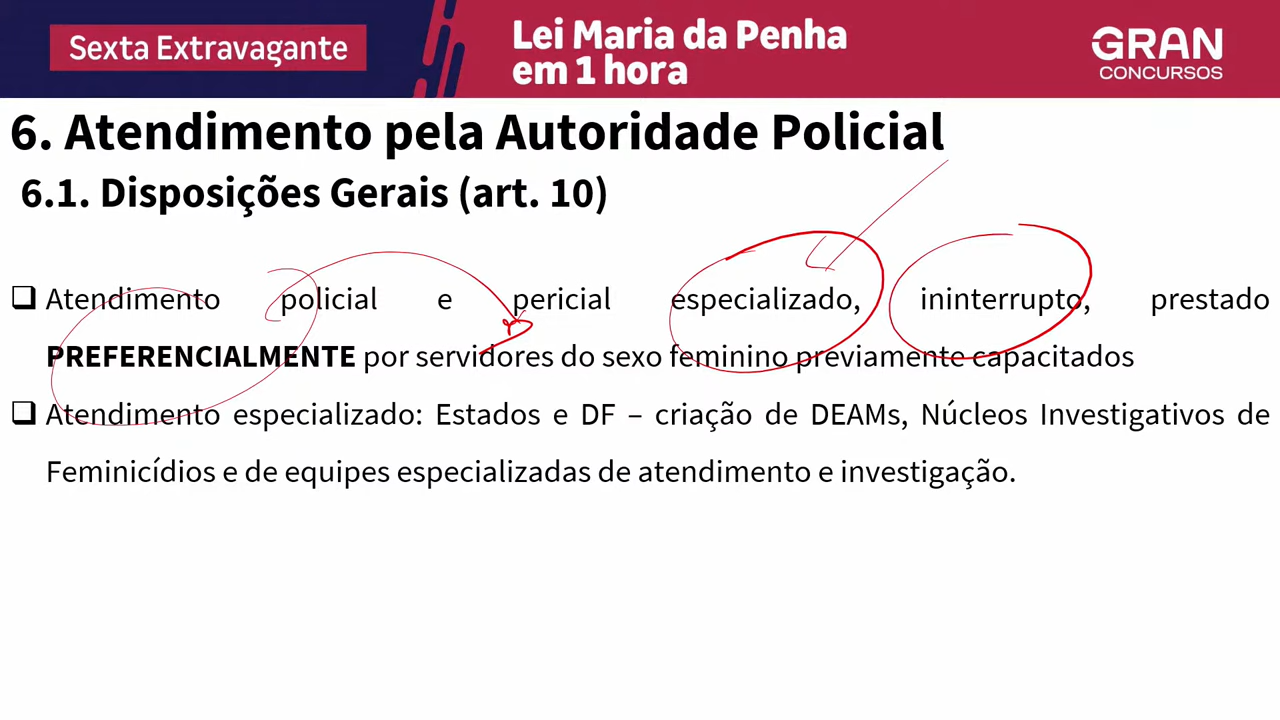 Sexta Extravagante
Lei Maria da Penha
em 1 hora
GRAN
CONCURSOS
6. Atendimento pela Autoridade Policial
6.1. Disposições Gerais (art. 10)
❑ Atendimento policial e pericial especializado, ininterrupto, prestado
PREFERENCIALMENTE por servidores do sexo feminino previamente capacitados
❑ Atendimento especializado: Estados e DF – criação de DEAMs, Núcleos Investigativos de
Feminicídios e de equipes especializadas de atendimento e investigação.